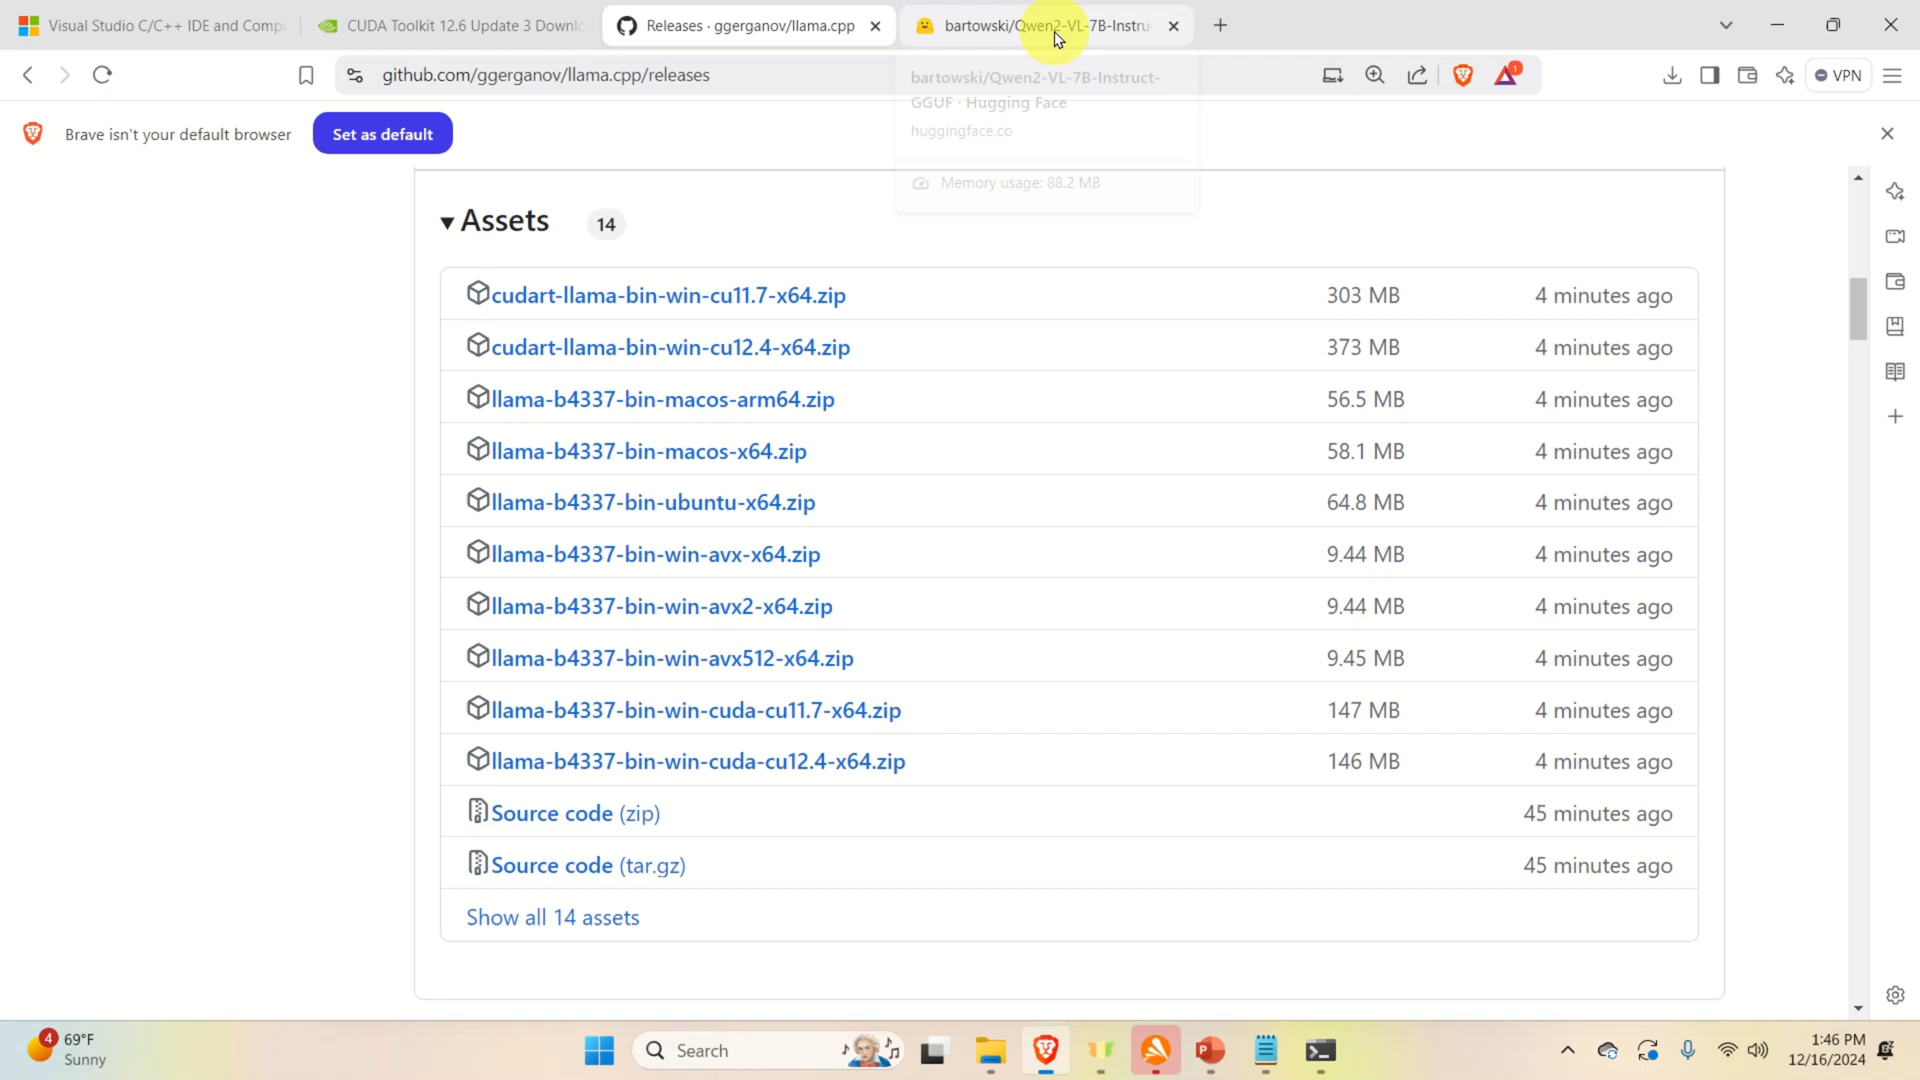 Visual Studio C/C++ IDE and Comp
CUDA Toolkit 12.6 Update 3 Downl
Releases · ggerganov/llama.cpp
bartowski/Qwen2-VL-7B-Instru
github.com/ggerganov/llama.cpp/releases
1
VPN
bartowski/Qwen2-VL-7B-Instruct-
GGUF · Hugging Face
huggingface.co
Memory usage: 88.2 MB
Brave isn't your default browser
Set as default
Assets 14
cudart-llama-bin-win-cu11.7-x64.zip 303 MB 4 minutes ago
cudart-llama-bin-win-cu12.4-x64.zip 373 MB 4 minutes ago
llama-b4337-bin-macos-arm64.zip 56.5 MB 4 minutes ago
llama-b4337-bin-macos-x64.zip 58.1 MB 4 minutes ago
llama-b4337-bin-ubuntu-x64.zip 64.8 MB 4 minutes ago
llama-b4337-bin-win-avx-x64.zip 9.44 MB 4 minutes ago
llama-b4337-bin-win-avx2-x64.zip 9.44 MB 4 minutes ago
llama-b4337-bin-win-avx512-x64.zip 9.45 MB 4 minutes ago
llama-b4337-bin-win-cuda-cu11.7-x64.zip 147 MB 4 minutes ago
llama-b4337-bin-win-cuda-cu12.4-x64.zip 146 MB 4 minutes ago
Source code (zip) 45 minutes ago
Source code (tar.gz) 45 minutes ago
Show all 14 assets
4
69°F
Sunny
Search
1:46 PM
12/16/2024